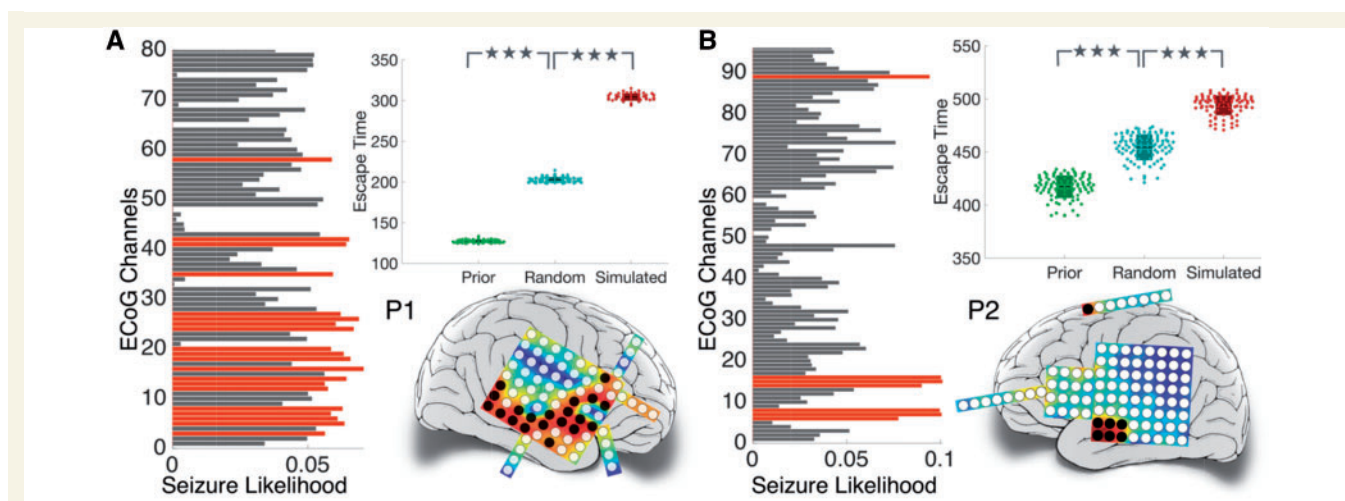 A
80
70
60
50
40
30
20
10
0
ECoG Channels
0 0.05
Seizure Likelihood
★★★ ★★★
350
300
250
200
150
100
Escape Time
Prior Random Simulated
P1
B
90
80
70
60
50
40
30
20
10
0
ECoG Channels
0 0.05 0.1
Seizure Likelihood
★★★ ★★★
550
500
450
400
350
Escape Time
Prior Random Simulated
P2